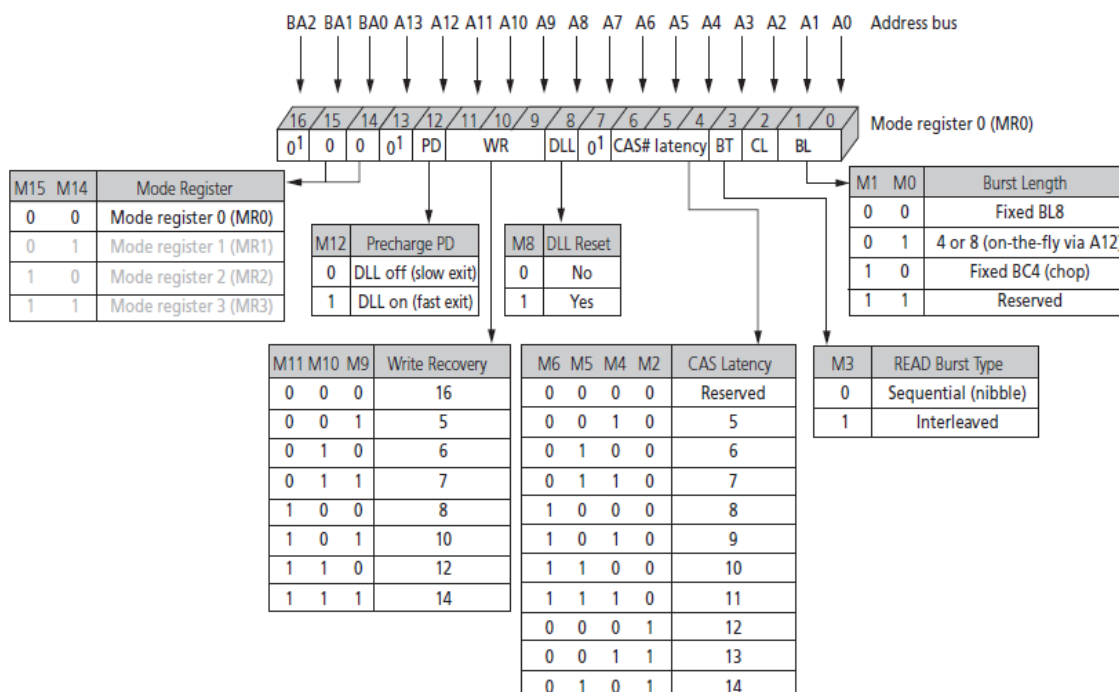 BA2 BA1 BA0 A13 A12 A11 A10 A9 A8 A7 A6 A5 A4 A3 A2 A1 A0 Address bus
16 15 14 13 12 11 10 9 8 7 6 5 4 3 2 1 0
Mode register 0 (MR0)
0¹ 0 0 0¹ PD WR DLL 0¹ CAS# latency BT CL BL
M15 M14 Mode Register
0 0 Mode register 0 (MR0)
0 1 Mode register 1 (MR1)
1 0 Mode register 2 (MR2)
1 1 Mode register 3 (MR3)
M12 Precharge PD
0 DLL off (slow exit)
1 DLL on (fast exit)
M8 DLL Reset
0 No
1 Yes
M1 M0 Burst Length
0 0 Fixed BL8
0 1 4 or 8 (on-the-fly via A12)
1 0 Fixed BC4 (chop)
1 1 Reserved
M11 M10 M9 Write Recovery
0 0 0 16
0 0 1 5
0 1 0 6
0 1 1 7
1 0 0 8
1 0 1 10
1 1 0 12
1 1 1 14
M6 M5 M4 M2 CAS Latency
0 0 0 0 Reserved
0 0 1 0 5
0 1 0 0 6
0 1 1 0 7
1 0 0 0 8
1 0 1 0 9
1 1 0 0 10
1 1 1 0 11
0 0 0 1 12
0 0 1 1 13
0 1 0 1 14
M3 READ Burst Type
0 Sequential (nibble)
1 Interleaved